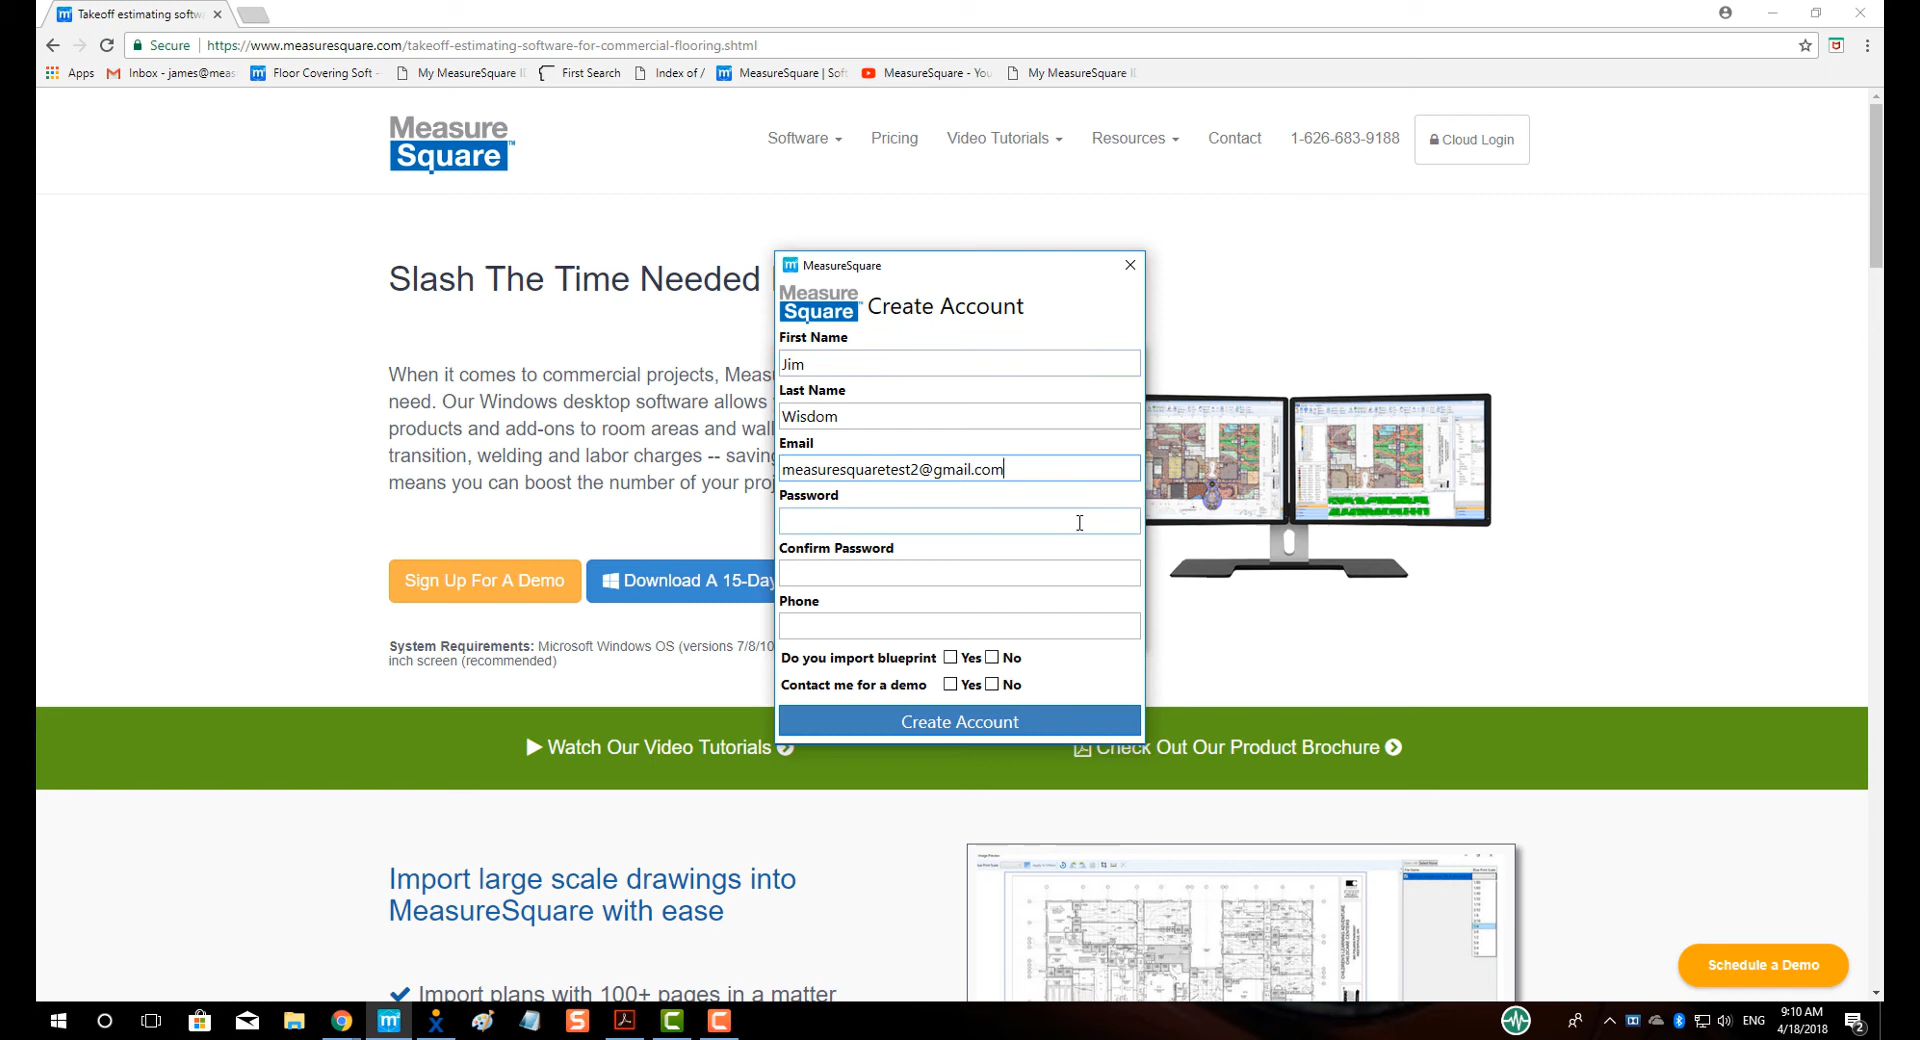 Takeoff estimating softw
Secure
https://www.measuresquare.com/takeoff-estimating-software-for-commercial-flooring.shtml
Apps
Inbox - james@meas
Floor Covering Soft
My MeasureSquare I
First Search
Index of /
MeasureSquare | Sof
MeasureSquare - You
My MeasureSquare I
Measure
Square
Software
Pricing
Video Tutorials
Resources
Contact
1-626-683-9188
Cloud Login
Slash The Time Needed
When it comes to commercial projects, Meas
need. Our Windows desktop software allows
products and add-ons to room areas and wal
transition, welding and labor charges -- savin
means you can boost the number of your proj
Sign Up For A Demo
Download A 15-Day
System Requirements: Microsoft Windows OS (versions 7/8/10
inch screen (recommended)
MeasureSquare
Measure
Square
Create Account
First Name
Jim
Last Name
Wisdom
Email
measuresquaretest2@gmail.com
Password
Confirm Password
Phone
Do you import blueprint Yes No
Contact me for a demo Yes No
Create Account
Watch Our Video Tutorials
Check Out Our Product Brochure
Import large scale drawings into
MeasureSquare with ease
Import plans with 100+ pages in a matter
Schedule a Demo
ENG
9:10 AM
4/18/2018
2